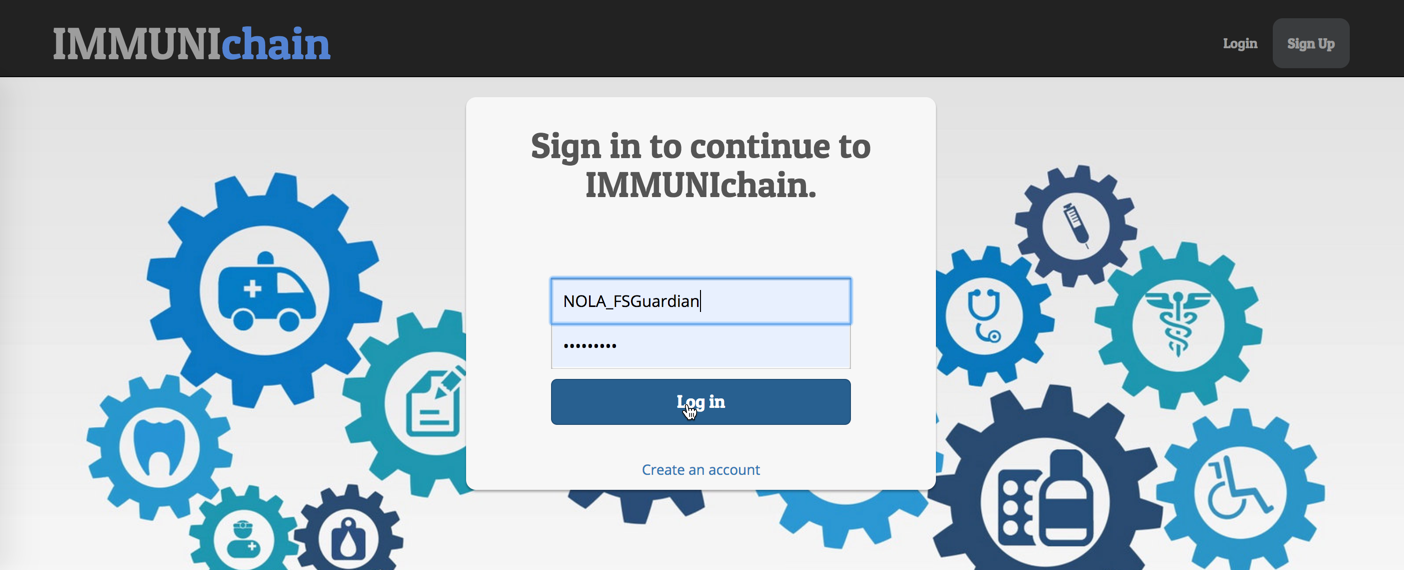 IMMUNIchain
Login
Sign Up
Sign in to continue to
IMMUNIchain.
NOLA_FSGuardian
•••••••••
Log in
Create an account